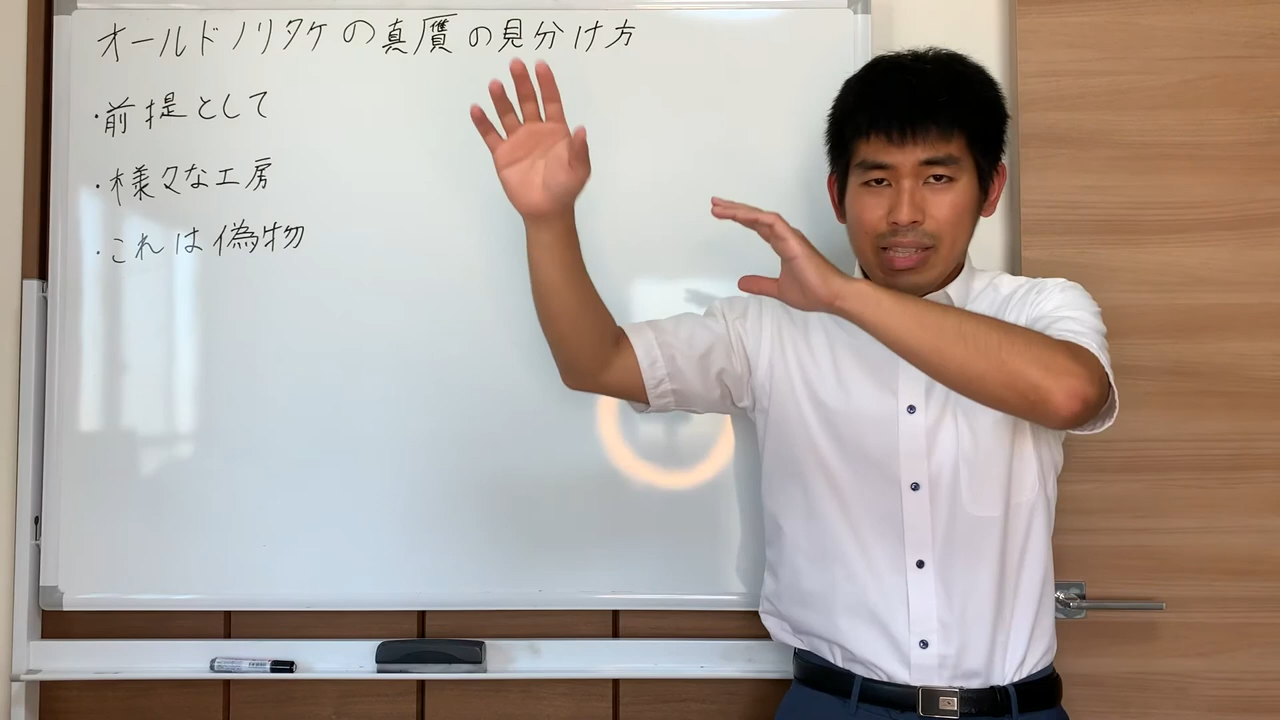 オールドノリタケの真贋の見分け方
・前提として
・様々な工房
・これは偽物